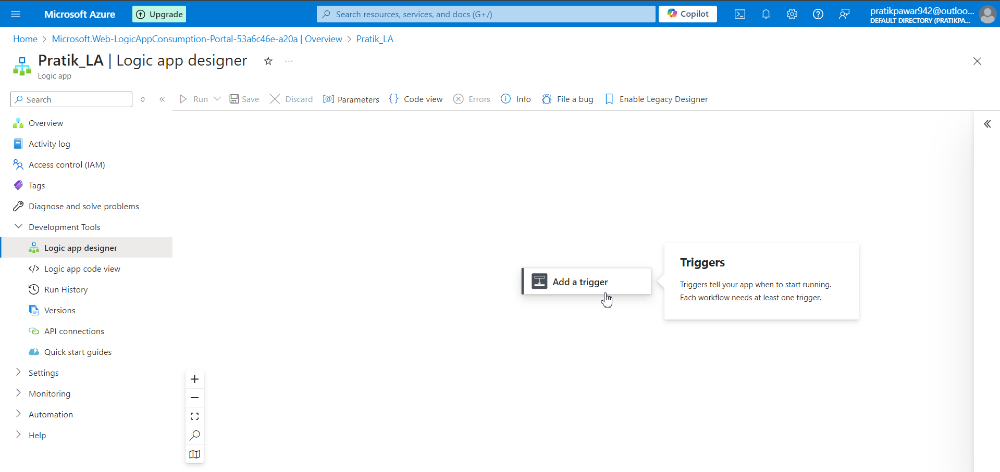 Microsoft Azure
Upgrade
Search resources, services, and docs (G+/)
Copilot
pratikpawar942@outloo...
DEFAULT DIRECTORY (PRATIKPA...
Home > Microsoft.Web-LogicAppConsumption-Portal-53a6c46e-a20a | Overview > Pratik_LA
Pratik_LA | Logic app designer
Logic app
Search
Run
Save
Discard
Parameters
Code view
Errors
Info
File a bug
Enable Legacy Designer
Overview
Activity log
Access control (IAM)
Tags
Diagnose and solve problems
Development Tools
Logic app designer
Logic app code view
Run History
Versions
API connections
Quick start guides
Settings
Monitoring
Automation
Help
Add a trigger
Triggers
Triggers tell your app when to start running.
Each workflow needs at least one trigger.